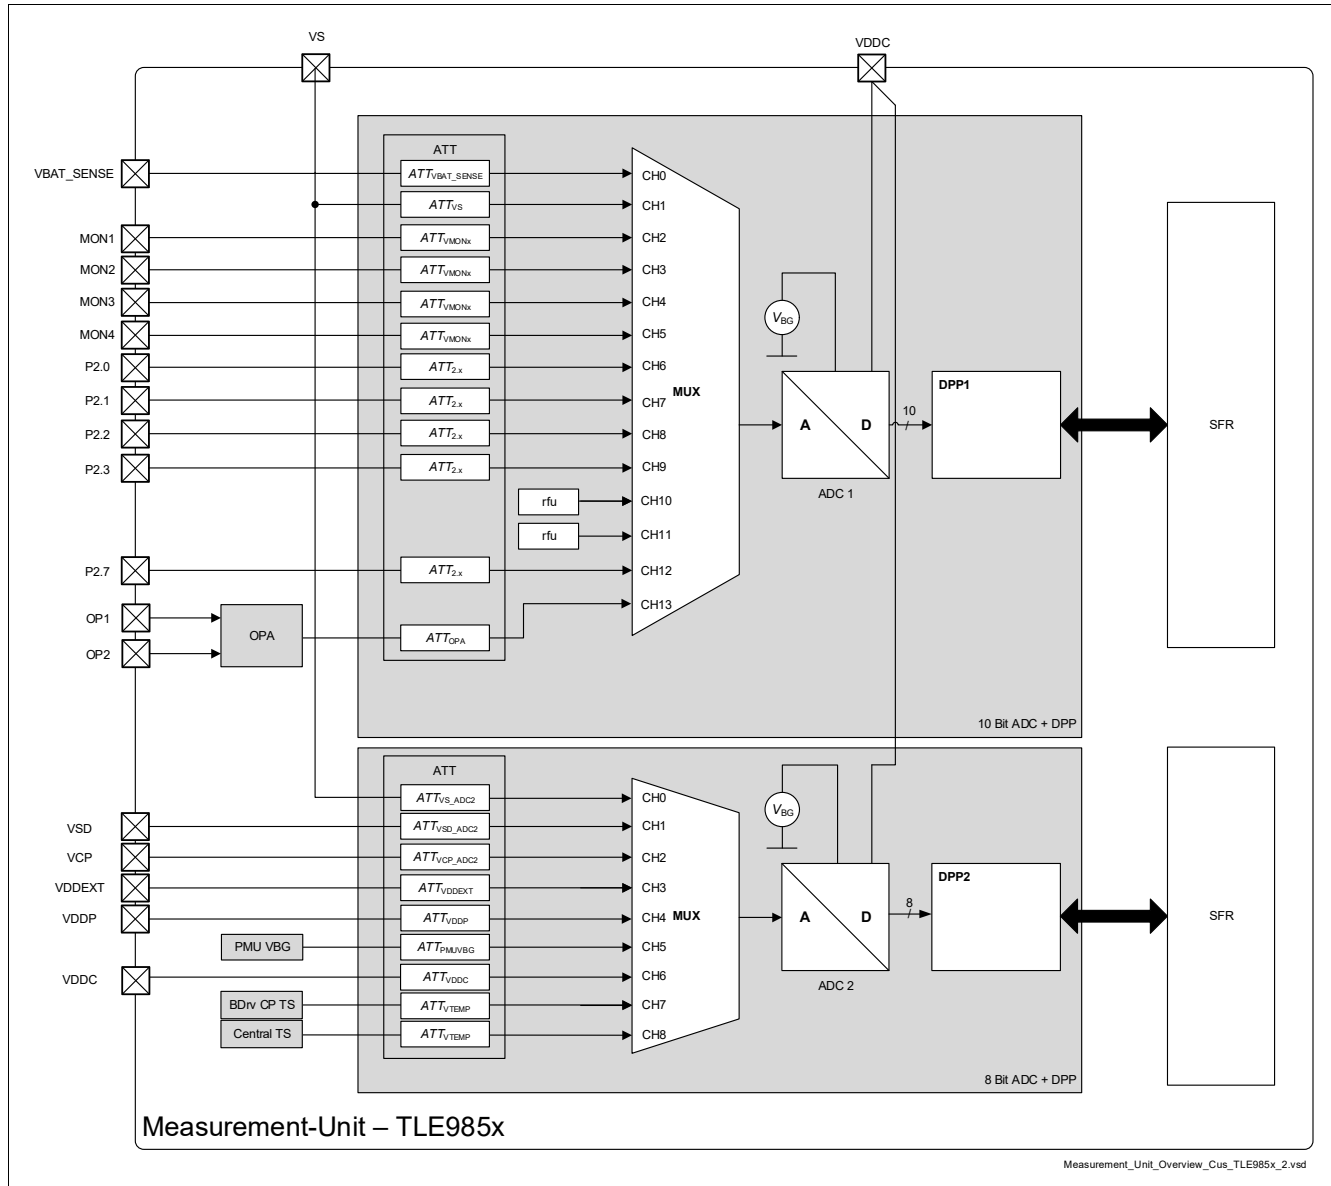 VS
VDDC
ATT
VBAT_SENSE
ATTVBAT_SENSE
CH0
ATTVS
CH1
MON1
ATTVMONx
CH2
MON2
ATTVMONx
CH3
MON3
ATTVMONx
CH4
VBG
MON4
ATTVMONx
CH5
P2.0
ATT2.x
CH6
MUX
DPP1
P2.1
ATT2.x
CH7
A
D
10
SFR
P2.2
ATT2.x
CH8
P2.3
ATT2.x
CH9
ADC 1
rfu
CH10
rfu
CH11
P2.7
ATT2.x
CH12
OP1
CH13
OPA
ATTOPA
OP2
10 Bit ADC + DPP
ATT
ATTVS_ADC2
CH0
VBG
VSD
ATTVSD_ADC2
CH1
VCP
ATTVCP_ADC2
CH2
VDDEXT
ATTVDDEXT
CH3
DPP2
VDDP
ATTVDDP
CH4
MUX
A
D
8
SFR
PMU VBG
ATTPMUVBG
CH5
VDDC
ATTVDDC
CH6
ADC 2
BDrv CP TS
ATTVTEMP
CH7
Central TS
ATTVTEMP
CH8
8 Bit ADC + DPP
Measurement-Unit – TLE985x
Measurement_Unit_Overview_Cus_TLE985x_2.vsd